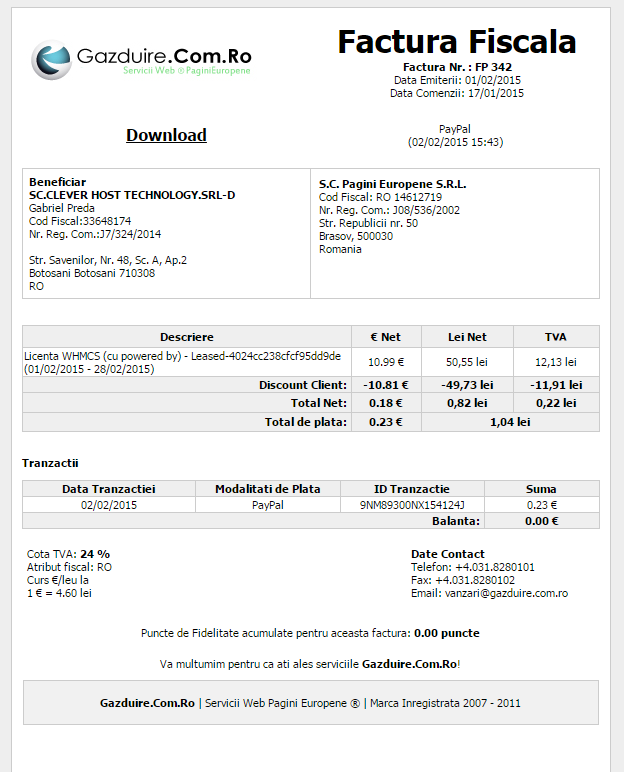 Gazduire.Com.Ro
Servicii Web ® PaginiEuropene
Factura Fiscala
Factura Nr. : FP 342
Data Emiterii: 01/02/2015
Data Comenzii: 17/01/2015
Download
PayPal
(02/02/2015 15:43)
Beneficiar
SC.CLEVER HOST TECHNOLOGY.SRL-D
Gabriel Preda
Cod Fiscal:33648174
Nr. Reg. Com.:J7/324/2014
Str. Savenilor, Nr. 48, Sc. A, Ap.2
Botosani Botosani 710308
RO
S.C. Pagini Europene S.R.L.
Cod Fiscal: RO 14612719
Nr. Reg. Com.: J08/536/2002
Str. Republicii nr. 50
Brasov, 500030
Romania
Descriere € Net Lei Net TVA
Licenta WHMCS (cu powered by) - Leased-4024cc238cfcf95dd9de
(01/02/2015 - 28/02/2015) 10.99 € 50,55 lei 12,13 lei
Discount Client: -10.81 € -49,73 lei -11,91 lei
Total Net: 0.18 € 0,82 lei 0,22 lei
Total de plata: 0.23 € 1,04 lei
Tranzactii
Data Tranzactiei Modalitati de Plata ID Tranzactie Suma
02/02/2015 PayPal 9NM89300NX154124J 0.23 €
Balanta: 0.00 €
Cota TVA: 24 %
Atribut fiscal: RO
Curs €/leu la
1 € = 4.60 lei
Date Contact
Telefon: +4.031.8280101
Fax: +4.031.8280102
Email: vanzari@gazduire.com.ro
Puncte de Fidelitate acumulate pentru aceasta factura: 0.00 puncte
Va multumim pentru ca ati ales serviciile Gazduire.Com.Ro!
Gazduire.Com.Ro | Servicii Web Pagini Europene ® | Marca Inregistrata 2007 - 2011